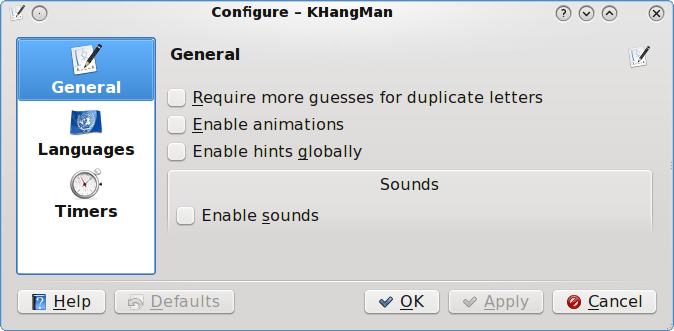 Configure – KHangMan
General
Languages
Timers
General
Require more guesses for duplicate letters
Enable animations
Enable hints globally
Sounds
Enable sounds
Help
Defaults
OK
Apply
Cancel